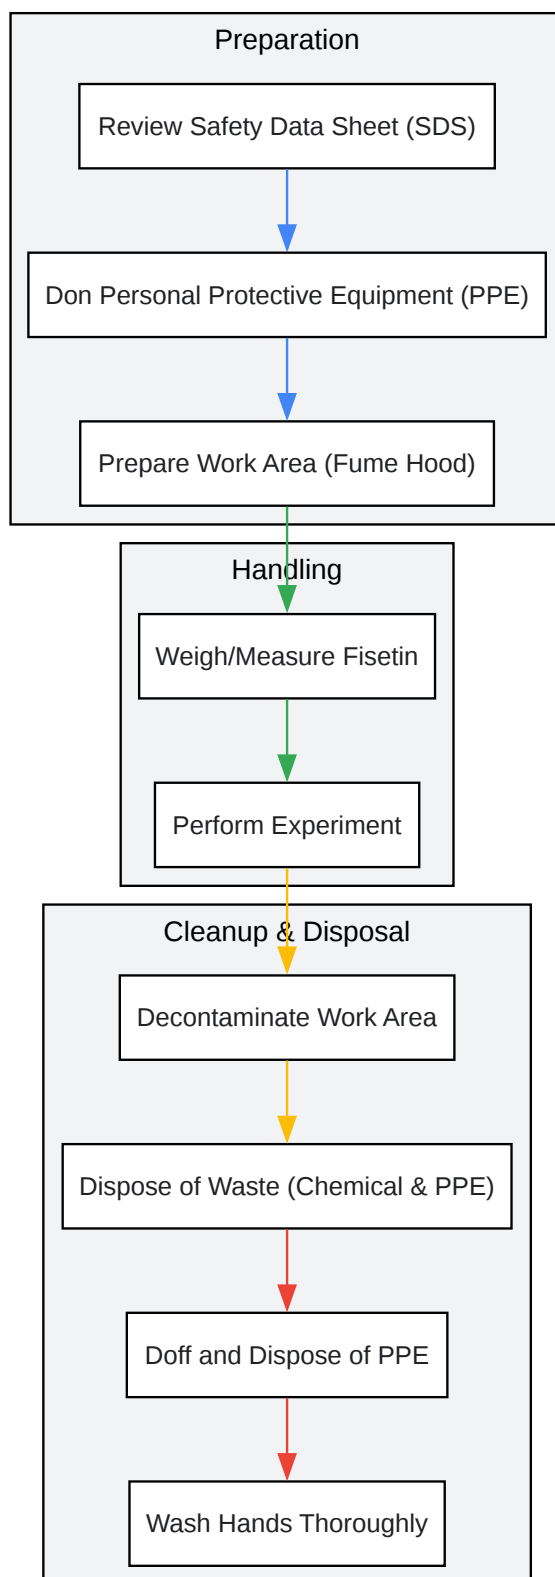 Preparation
Review Safety Data Sheet (SDS)
Don Personal Protective Equipment (PPE)
Prepare Work Area (Fume Hood)
Handling
Weigh/Measure Fisetin
Perform Experiment
Cleanup & Disposal
Decontaminate Work Area
Dispose of Waste (Chemical & PPE)
Doff and Dispose of PPE
Wash Hands Thoroughly